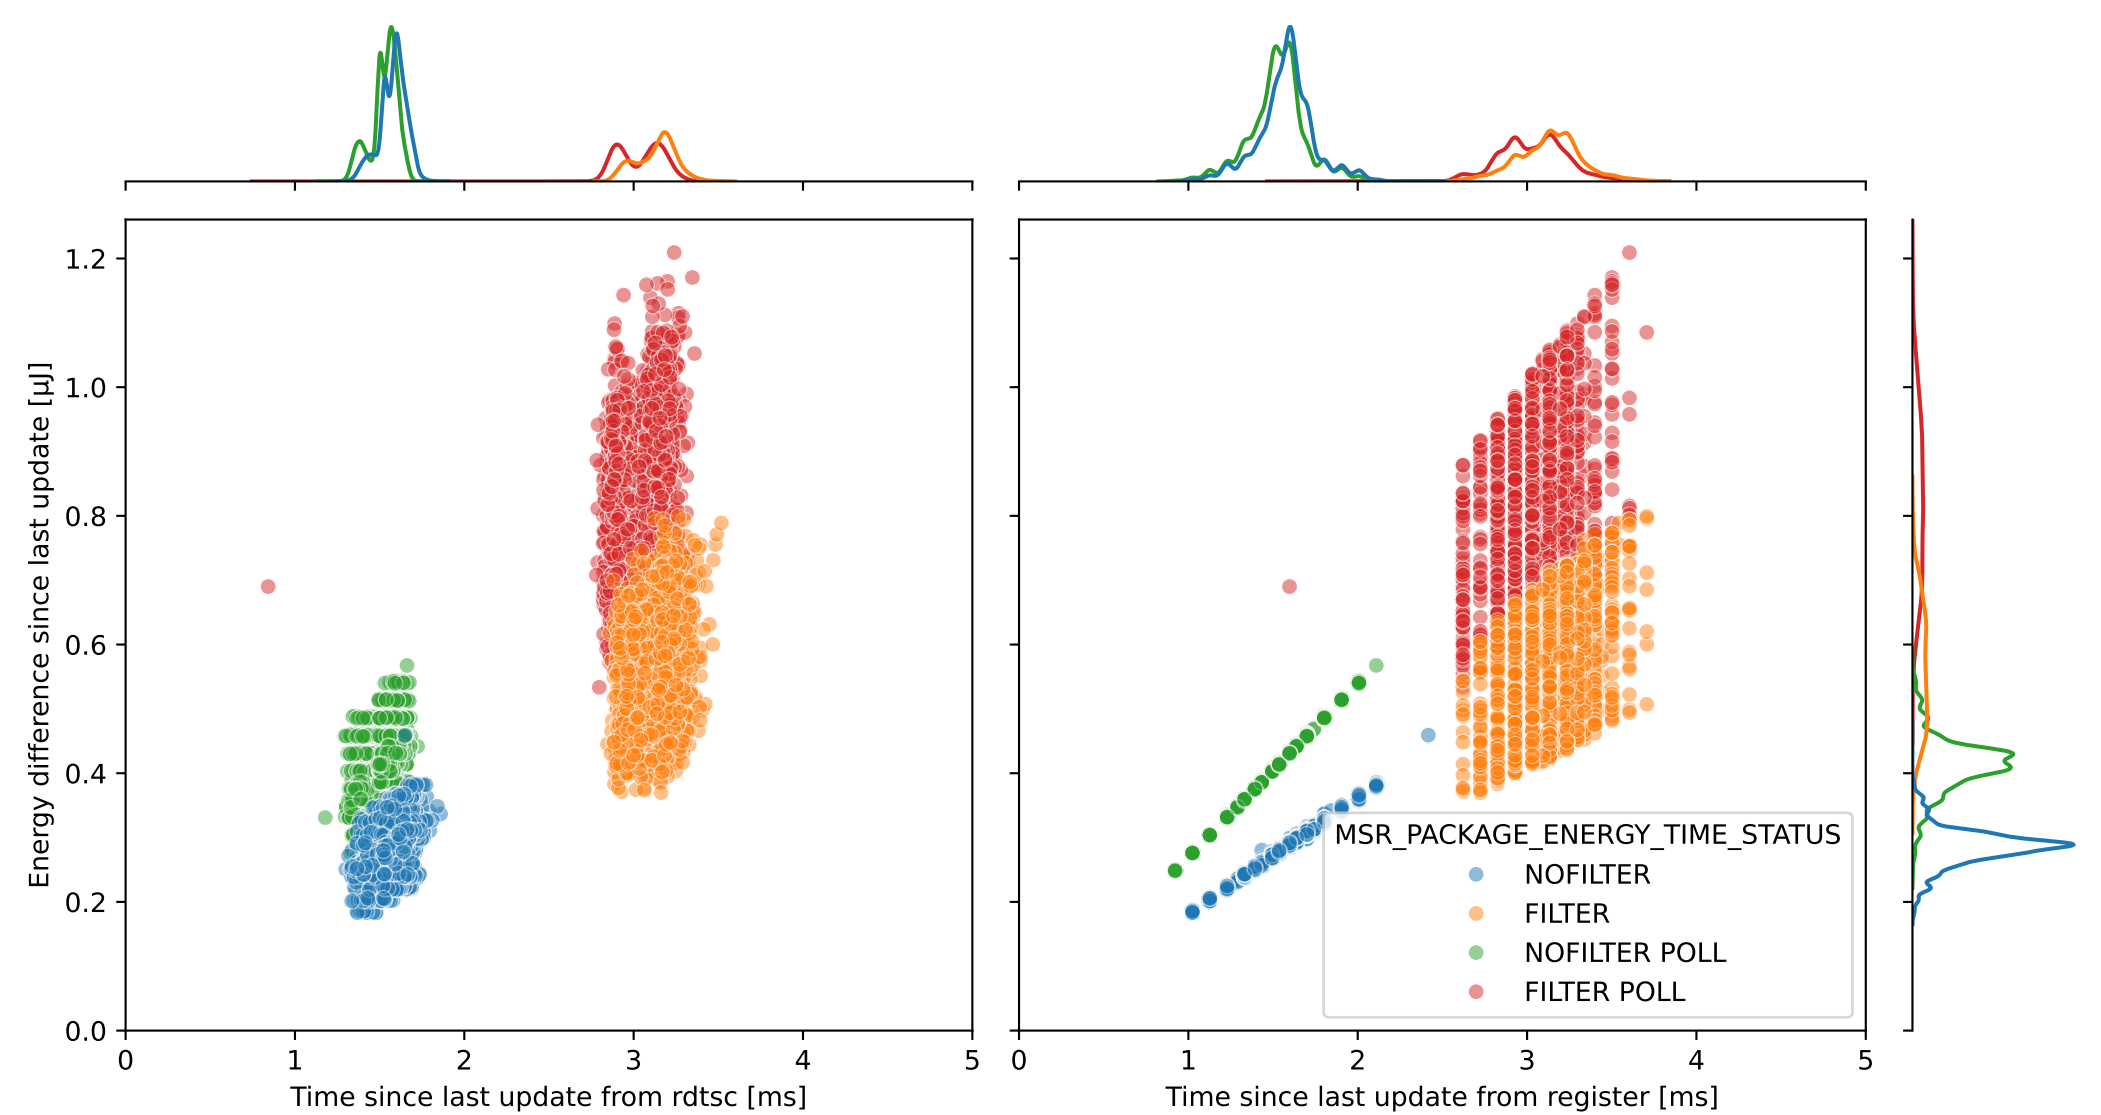 1.2
1.0
0.8
0.6
0.4
0.2
0.0
Energy difference since last update [µJ]
0 1 2 3 4 5
Time since last update from rdtsc [ms]
MSR_PACKAGE_ENERGY_TIME_STATUS
NOFILTER
FILTER
NOFILTER POLL
FILTER POLL
0 1 2 3 4 5
Time since last update from register [ms]